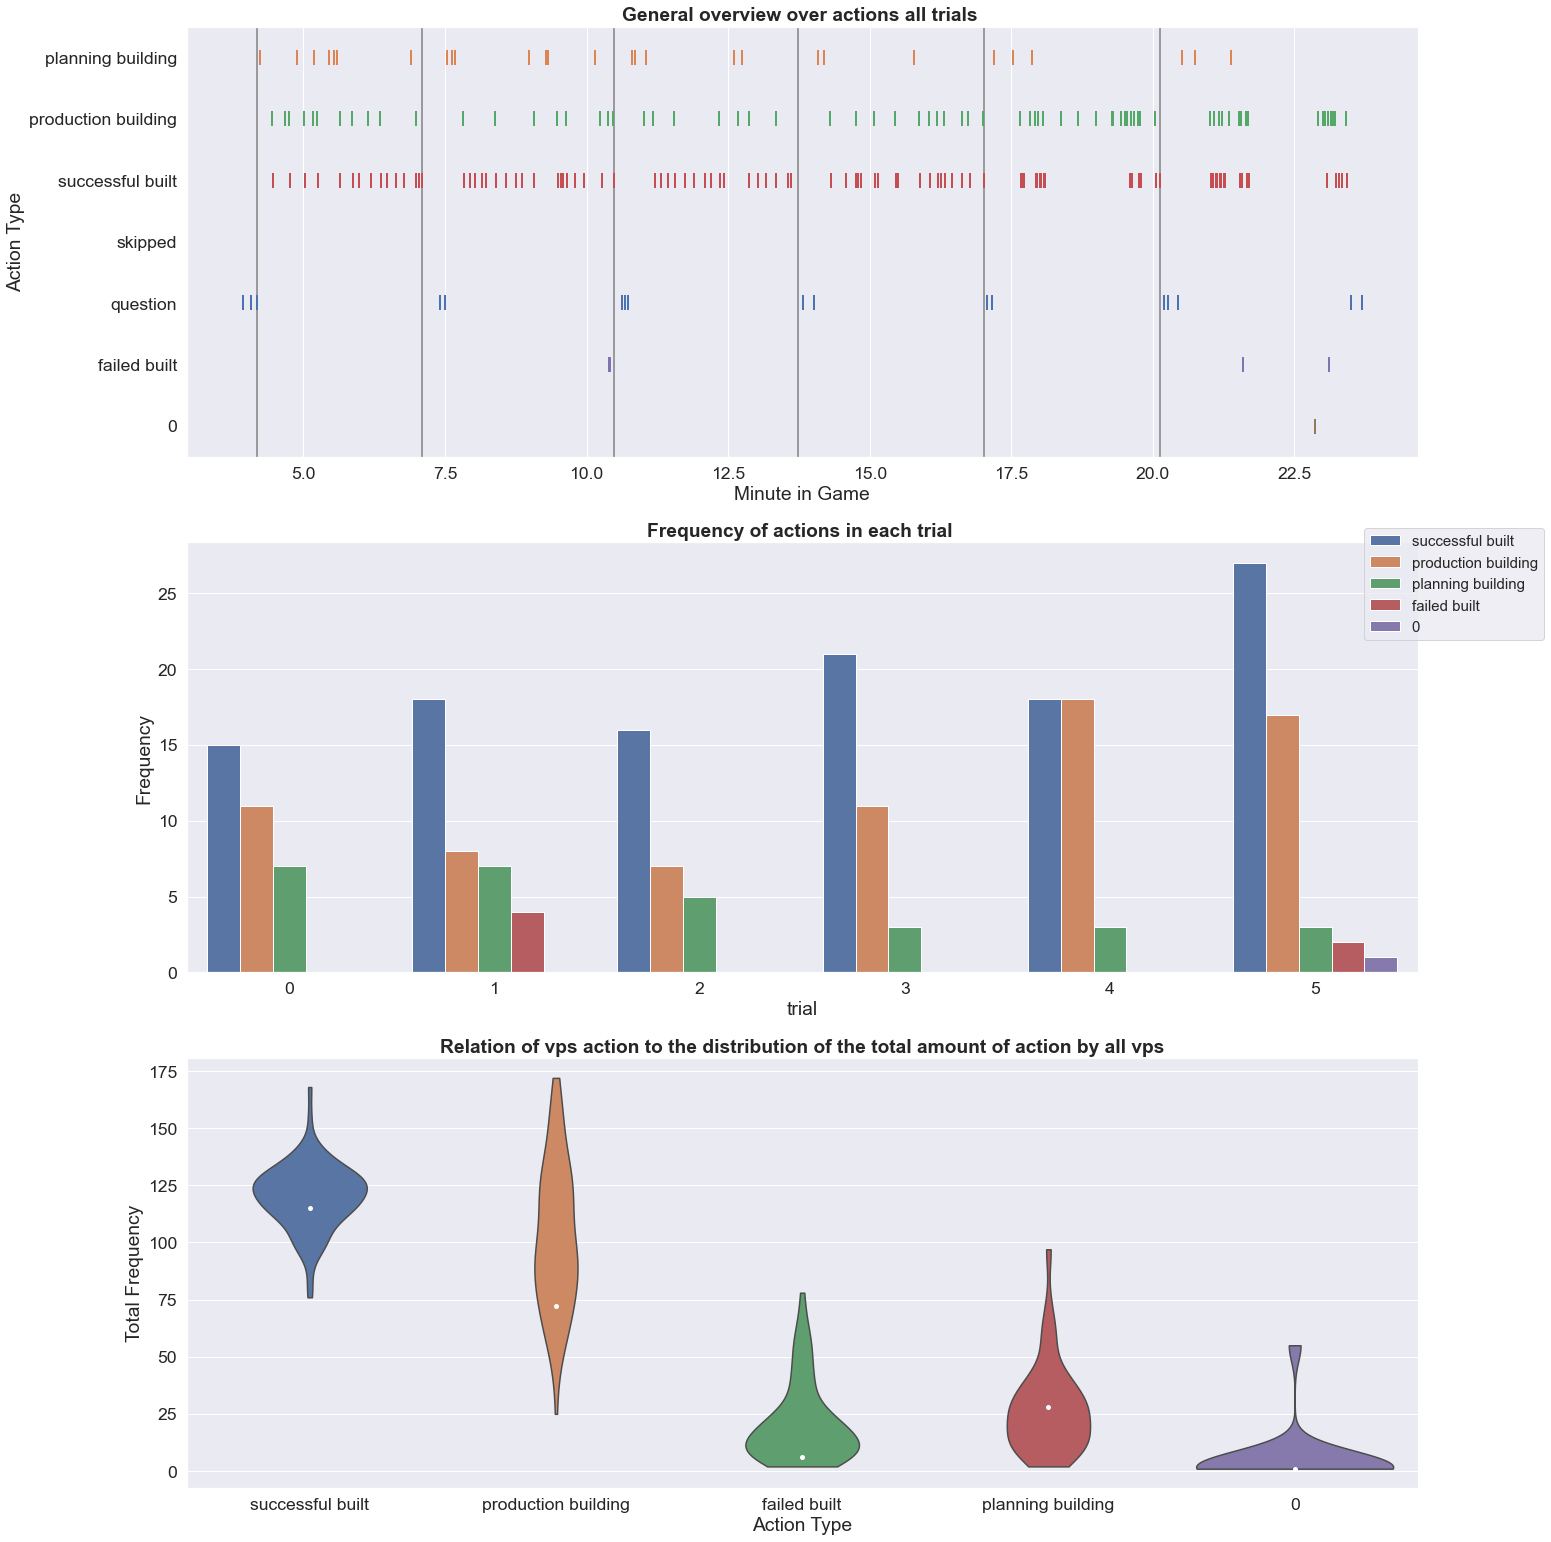 General overview over actions all trials
planning building
production building
successful built
skipped
question
failed built
0
Action Type
5.0 7.5 10.0 12.5 15.0 17.5 20.0 22.5
Minute in Game
Frequency of actions in each trial
successful built
production building
planning building
failed built
0
25
20
15
10
5
0
Frequency
0 1 2 3 4 5
trial
Relation of vps action to the distribution of the total amount of action by all vps
175
150
125
100
75
50
25
0
Total Frequency
successful built production building failed built planning building 0
Action Type